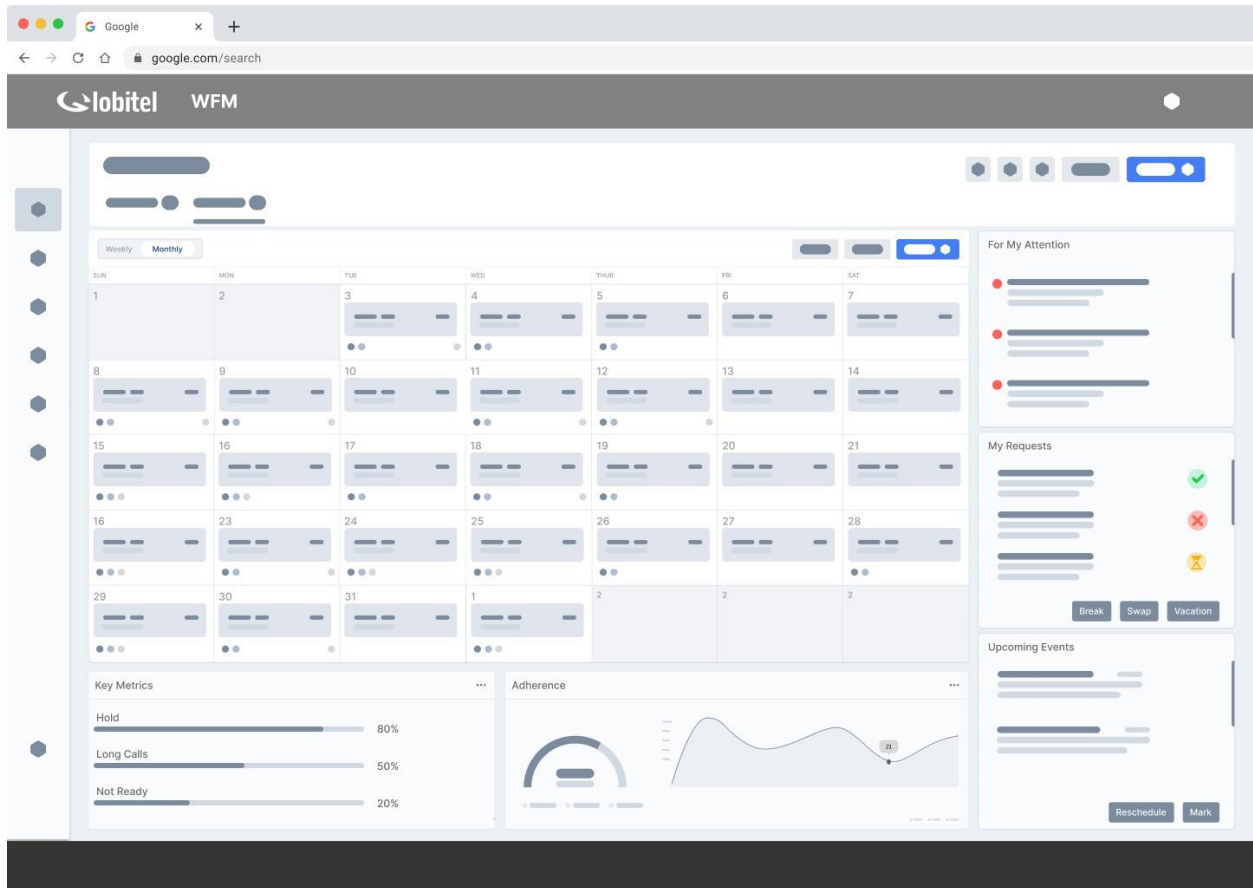 Google
google.com/search
Globitel WFM
Weekly Monthly
For My Attention
SUN MON TUE WED THUR FRI SAT
1 2 3 4 5 6 7
8 9 10 11 12 13 14
15 16 17 18 19 20 21
16 23 24 25 26 27 28
29 30 31 1 2 2 2
My Requests
Break Swap Vacation
Upcoming Events
Reschedule Mark
Key Metrics
Hold
80%
Long Calls
50%
Not Ready
20%
Adherence
21